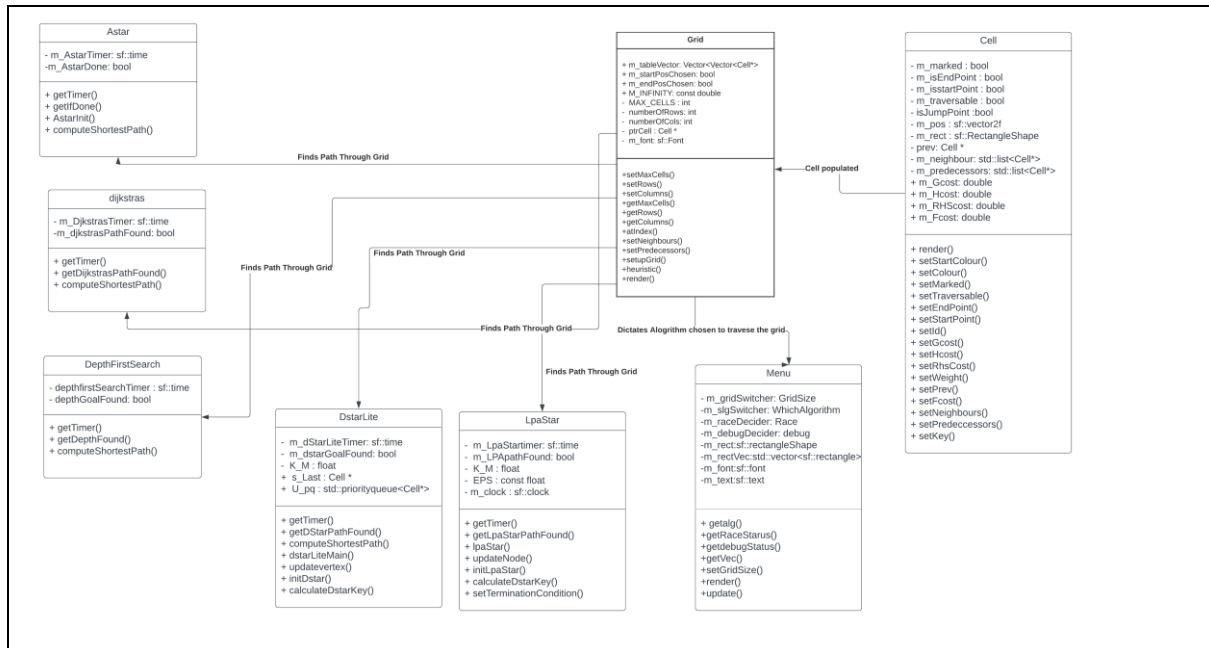 Astar
- m_AstarTimer: sf::time
-m_AstarDone: bool
+ getTimer()
+ getIfDone()
+ AstarInit()
+ computeShortestPath()
Finds Path Through Grid
dijkstras
- m_DjkstrasTimer: sf::time
-m_djkstrasPathFound: bool
+ getTimer()
+ getDijkstrasPathFound()
+ computeShortestPath()
Finds Path Through Grid
DepthFirstSearch
- depthfirstSearchTimer : sf::time
- depthGoalFound: bool
+ getTimer()
+ getDepthFound()
+ computeShortestPath()
Finds Path Through Grid
DstarLite
- m_dStarLiteTimer: sf::time
- m_dstarGoalFound: bool
- K_M : float
+ s_Last : Cell *
+ U_pq : std::priorityqueue<Cell*>
+ getTimer()
+ getDStarPathFound()
+ computeShortestPath()
+ dstarLiteMain()
+ updatevertex()
+ initDstar()
+ calculateDstarKey()
Finds Path Through Grid
Finds Path Through Grid
LpaStar
- m_LpaStartimer: sf::time
- m_LPApathFound: bool
- K_M : float
- EPS : const float
- m_clock : sf::clock
+ getTimer()
+ getLpaStarPathFound()
+ lpaStar()
+ updateNode()
+ initLpaStar()
+ calculateDstarKey()
+ setTerminationCondition()
Grid
+ m_tableVector: Vector<Vector<Cell*>
+ m_startPosChosen: bool
+ m_endPosChosen: bool
+ M_INFINITY: const double
- MAX_CELLS : int
- numberOfRows: int
- numberOfCols: int
- ptrCell : Cell *
- m_font: sf::Font
+setMaxCells()
+setRows()
+setColumns()
+getMaxCells()
+getRows()
+getColumns()
+atIndex()
+setNeighbours()
+setPredecessors()
+setupGrid()
+heuristic()
+render()
Dictates Alogrithm chosen to travese the grid
Menu
- m_gridSwitcher: GridSize
- m_slgSwitcher: WhichAlgorithm
-m_raceDecider: Race
-m_debugDecider: debug
-m_rect:sf::rectangleShape
-m_rectVec:std::vector<sf::rectangle>
-m_font:sf::font
-m_text:sf::text
+ getalg()
+getRaceStarus()
+getdebugStatus()
+getVec()
+setGridSize()
+render()
+update()
Cell populated
Cell
- m_marked : bool
- m_isEndPoint : bool
- m_isstartPoint : bool
- m_traversable : bool
- isJumpPoint :bool
- m_pos : sf::vector2f
- m_rect : sf::RectangleShape
- prev: Cell *
- m_neighbour: std::list<Cell*>
- m_predecessors: std::list<Cell*>
+ m_Gcost: double
+ m_Hcost: double
+ m_RHScost: double
+ m_Fcost: double
+ render()
+ setStartColour()
+ setColour()
+ setMarked()
+ setTraversable()
+ setEndPoint()
+ setStartPoint()
+ setId()
+ setGcost()
+ setHcost()
+ setRhsCost()
+ setWeight()
+ setPrev()
+ setFcost()
+ setNeighbours()
+ setPredeccessors()
+ setKey()